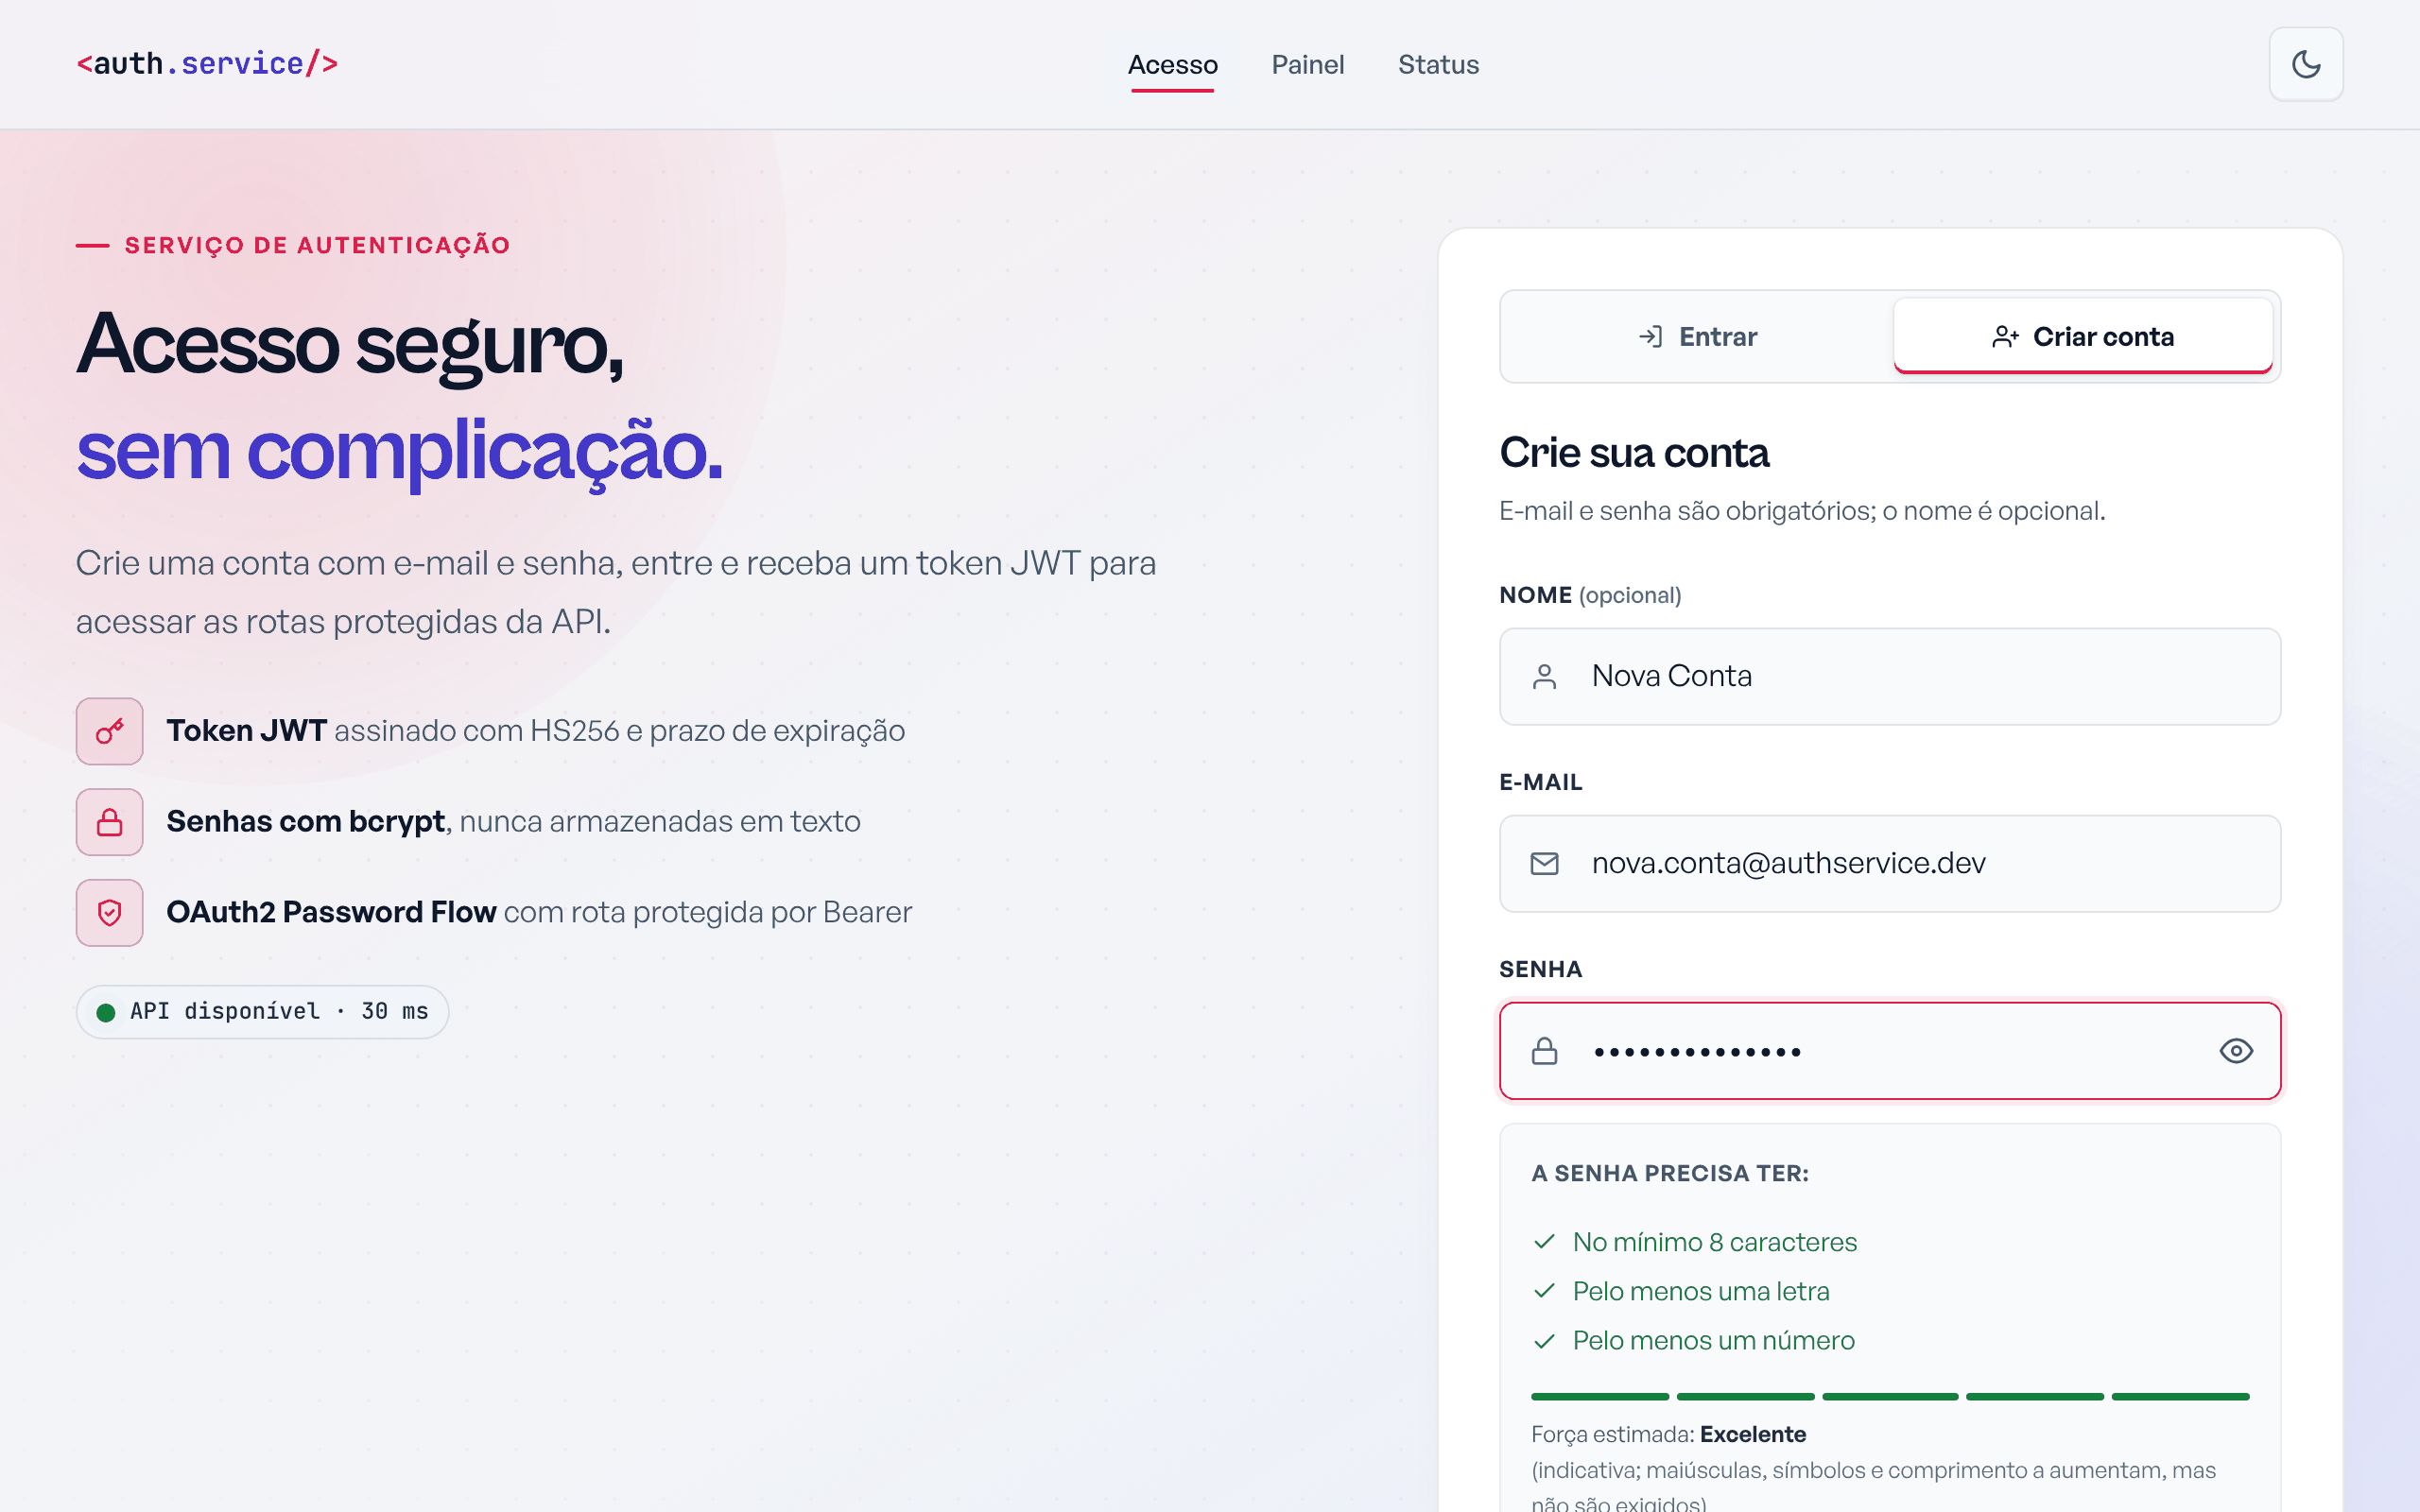 <auth.service/>
Acesso
Painel
Status
SERVIÇO DE AUTENTICAÇÃO
Acesso seguro,
sem complicação.
Crie uma conta com e-mail e senha, entre e receba um token JWT para
acessar as rotas protegidas da API.
Token JWT assinado com HS256 e prazo de expiração
Senhas com bcrypt, nunca armazenadas em texto
OAuth2 Password Flow com rota protegida por Bearer
API disponível · 30 ms
Entrar
Criar conta
Crie sua conta
E-mail e senha são obrigatórios; o nome é opcional.
NOME (opcional)
Nova Conta
E-MAIL
nova.conta@authservice.dev
SENHA
••••••••••••••
A SENHA PRECISA TER:
No mínimo 8 caracteres
Pelo menos uma letra
Pelo menos um número
Força estimada: Excelente
(indicativa; maiúsculas, símbolos e comprimento a aumentam, mas
não são exigidos)